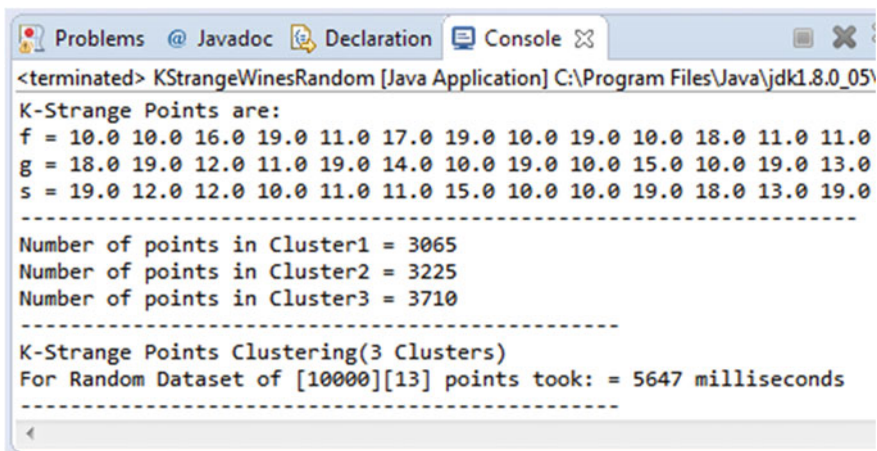 Problems @ Javadoc Declaration Console
<terminated> KStrangeWinesRandom [Java Application] C:\Program Files\Java\jdk1.8.0_05\
K-Strange Points are:
f = 10.0 10.0 16.0 19.0 11.0 17.0 19.0 10.0 19.0 10.0 18.0 11.0 11.0
g = 18.0 19.0 12.0 11.0 19.0 14.0 10.0 19.0 10.0 15.0 10.0 19.0 13.0
s = 19.0 12.0 12.0 10.0 11.0 11.0 15.0 10.0 10.0 19.0 18.0 13.0 19.0
--------------------------------------------------------------------
Number of points in Cluster1 = 3065
Number of points in Cluster2 = 3225
Number of points in Cluster3 = 3710
-------------------------------------------------
K-Strange Points Clustering(3 Clusters)
For Random Dataset of [10000][13] points took: = 5647 milliseconds
-------------------------------------------------